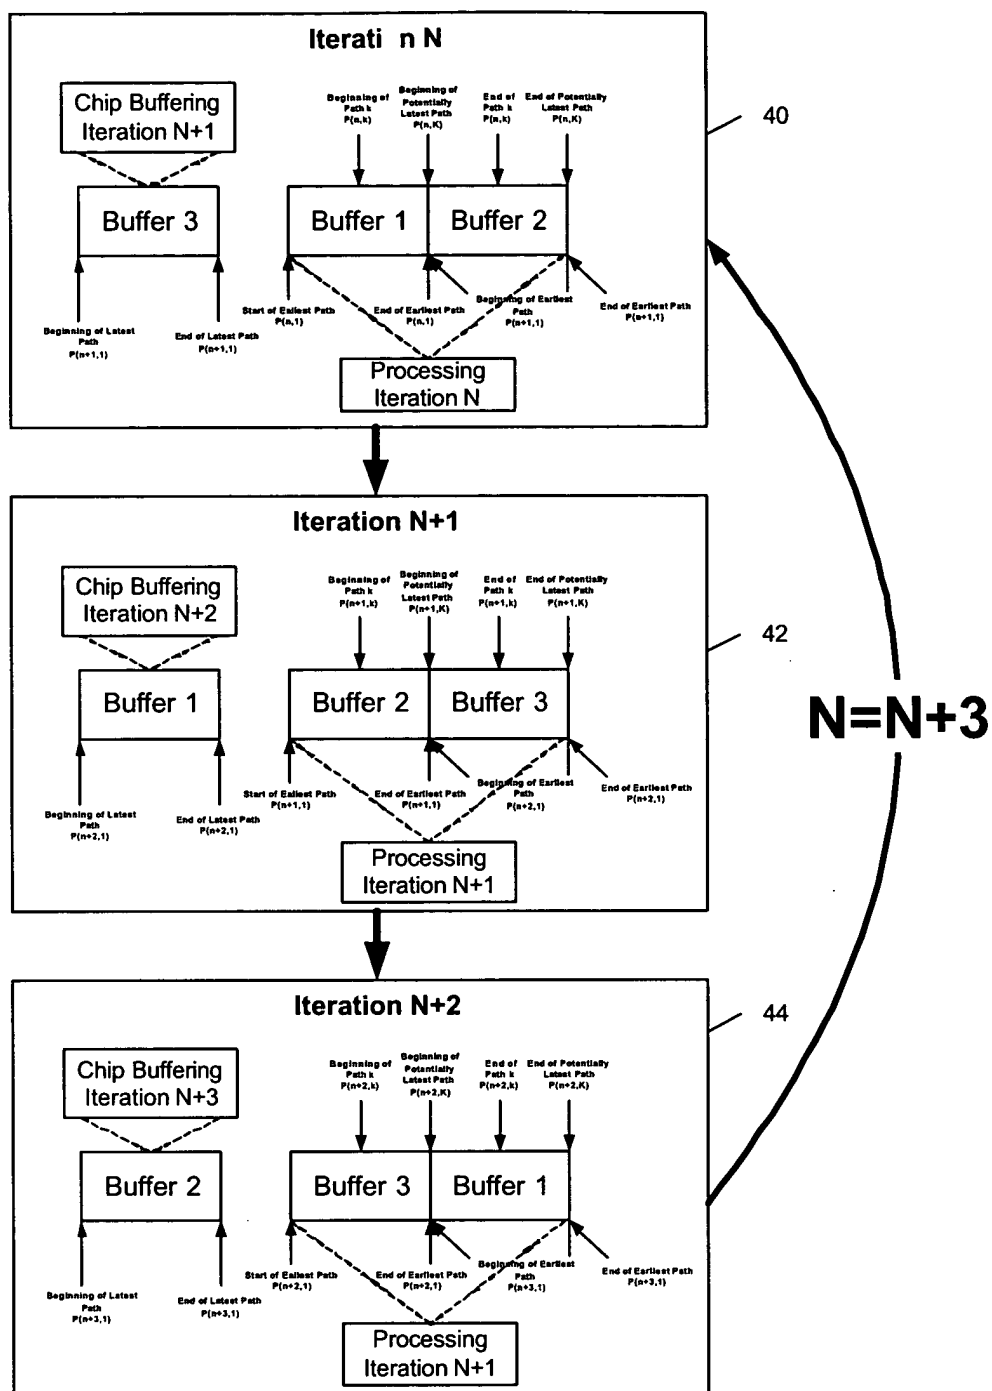 Iterati n N
Chip Buffering
Iteration N+1
Beginning of
Path k
P(n,k)
Beginning of
Potentially
Latest Path
P(n,K)
End of
Path k
P(n,k)
End of Potentially
Latest Path
P(n,K)
40
Buffer 3
Buffer 1
Buffer 2
Beginning of Latest
Path
P(n+1,1)
End of Latest Path
P(n+1,1)
Start of Eallest Path
P(n,1)
End of Earliest Path
P(n,1)
Beginning of Earliest
Path
P(n+1,1)
End of Earliest Path
P(n+1,1)
Processing
Iteration N
Iteration N+1
Chip Buffering
Iteration N+2
Beginning of
Path k
P(n+1,k)
Beginning of
Potentially
Latest Path
P(n+1,K)
End of
Path k
P(n+1,k)
End of Potentially
Latest Path
P(n+1,K)
42
Buffer 1
Buffer 2
Buffer 3
N=N+3
Beginning of Latest
Path
P(n+2,1)
End of Latest Path
P(n+2,1)
Start of Eallest Path
P(n+1,1)
End of Earliest Path
P(n+1,1)
Beginning of Earliest
Path
P(n+2,1)
End of Earliest Path
P(n+2,1)
Processing
Iteration N+1
Iteration N+2
Chip Buffering
Iteration N+3
Beginning of
Path k
P(n+2,k)
Beginning of
Potentially
Latest Path
P(n+2,K)
End of
Path k
P(n+2,k)
End of Potentially
Latest Path
P(n+2,K)
44
Buffer 2
Buffer 3
Buffer 1
Beginning of Latest
Path
P(n+3,1)
End of Latest Path
P(n+3,1)
Start of Eallest Path
P(n+2,1)
End of Earliest Path
P(n+2,1)
Beginning of Earliest
Path
P(n+3,1)
End of Earliest Path
P(n+3,1)
Processing
Iteration N+1